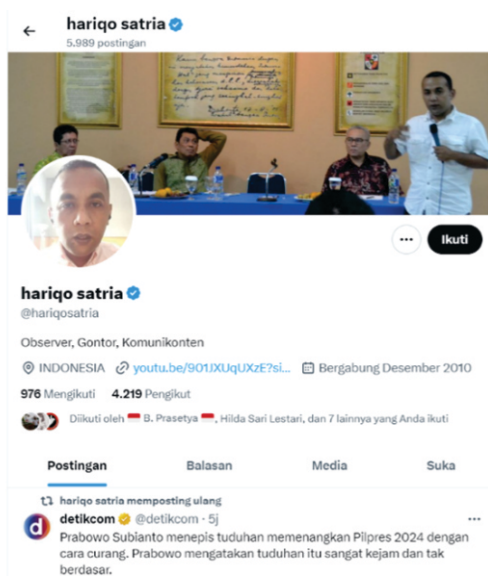 hariqo satria
5.989 postingan
Ikuti
hariqo satria
@hariqosatria
Observer, Gontor, Komunikonten
INDONESIA youtu.be/901JXUqUXzE?si... Bergabung Desember 2010
976 Mengikuti 4.219 Pengikut
Diikuti oleh B. Prasetya, Hilda Sari Lestari, dan 7 lainnya yang Anda ikuti
Postingan Balasan Media Suka
hariqo satria memposting ulang
d
detikcom @detikcom · 5j
Prabowo Subianto menepis tuduhan memenangkan Pilpres 2024 dengan
cara curang. Prabowo mengatakan tuduhan itu sangat kejam dan tak
berdasar.